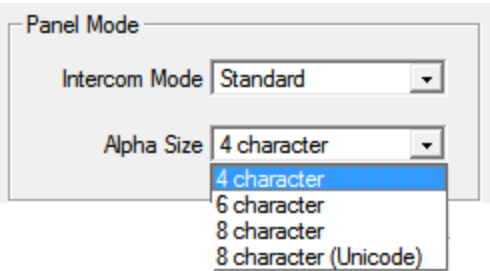 Panel Mode
Intercom Mode Standard
Alpha Size 4 character
4 character
6 character
8 character
8 character (Unicode)